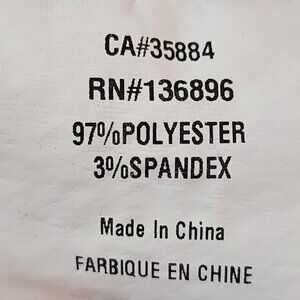 CA#35884
RN#136896
97%POLYESTER
3%SPANDEX
Made In China
FARBIQUE EN CHINE